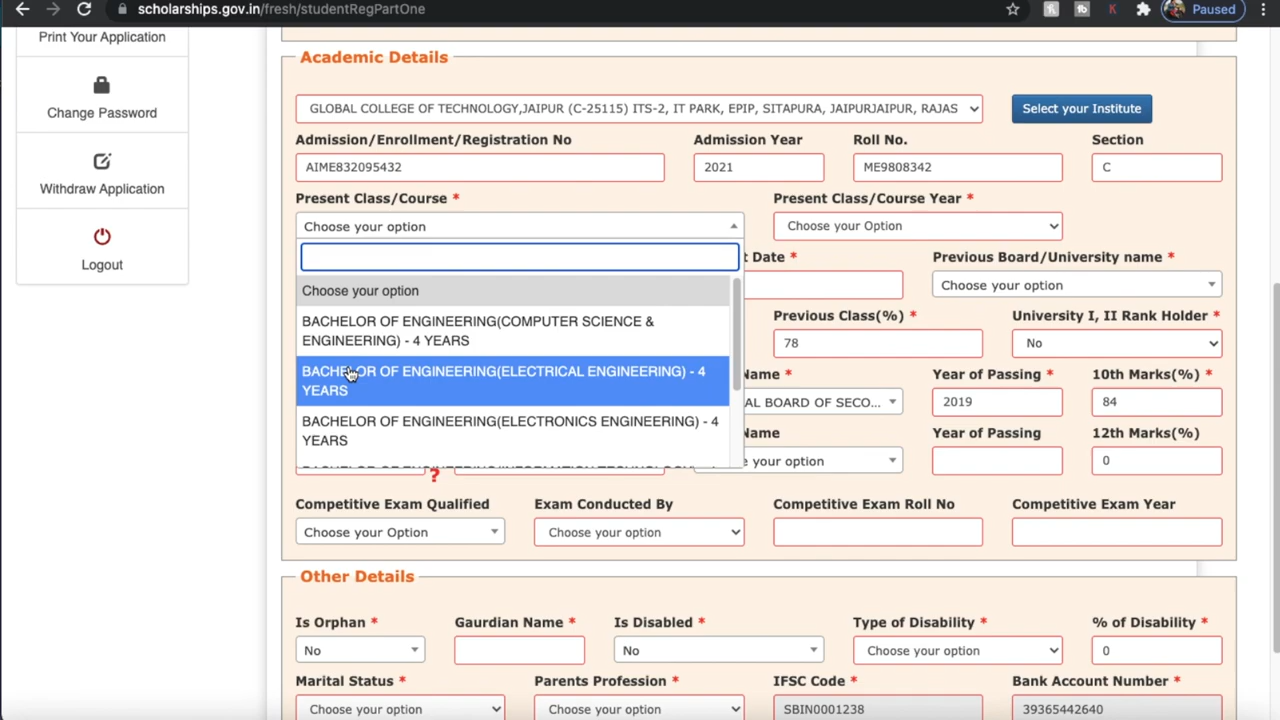 scholarships.gov.in/fresh/studentRegPartOne
Paused
Print Your Application
Change Password
Withdraw Application
Logout
Academic Details
GLOBAL COLLEGE OF TECHNOLOGY,JAIPUR (C-25115) ITS-2, IT PARK, EPIP, SITAPURA, JAIPURJAIPUR, RAJAS
Select your Institute
Admission/Enrollment/Registration No
Admission Year
Roll No.
Section
AIME832095432
2021
ME9808342
C
Present Class/Course *
Present Class/Course Year *
Choose your option
Choose your Option
t Date *
Previous Board/University name *
Choose your option
Choose your option
BACHELOR OF ENGINEERING(COMPUTER SCIENCE &
ENGINEERING) - 4 YEARS
BACHELOR OF ENGINEERING(ELECTRICAL ENGINEERING) - 4
YEARS
BACHELOR OF ENGINEERING(ELECTRONICS ENGINEERING) - 4
YEARS
Previous Class(%) *
University I, II Rank Holder *
78
No
Name *
Year of Passing *
10th Marks(%) *
AL BOARD OF SECO...
2019
84
Name
Year of Passing
12th Marks(%)
e your option
0
?
Competitive Exam Qualified
Exam Conducted By
Competitive Exam Roll No
Competitive Exam Year
Choose your Option
Choose your option
Other Details
Is Orphan *
Gaurdian Name *
Is Disabled *
Type of Disability *
% of Disability *
No
No
Choose your option
0
Marital Status *
Parents Profession *
IFSC Code *
Bank Account Number *
Choose your option
Choose your option
SBIN0001238
39365442640